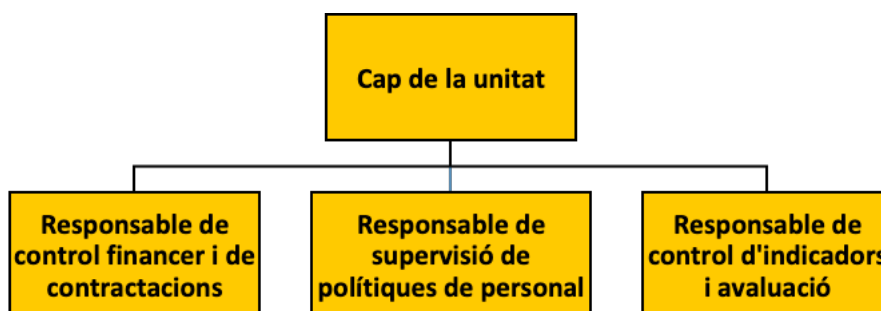 Cap de la unitat
Responsable de
control financer i de
contractacions
Responsable de
supervisió de
polítiques de personal
Responsable de
control d'indicadors
i avaluació